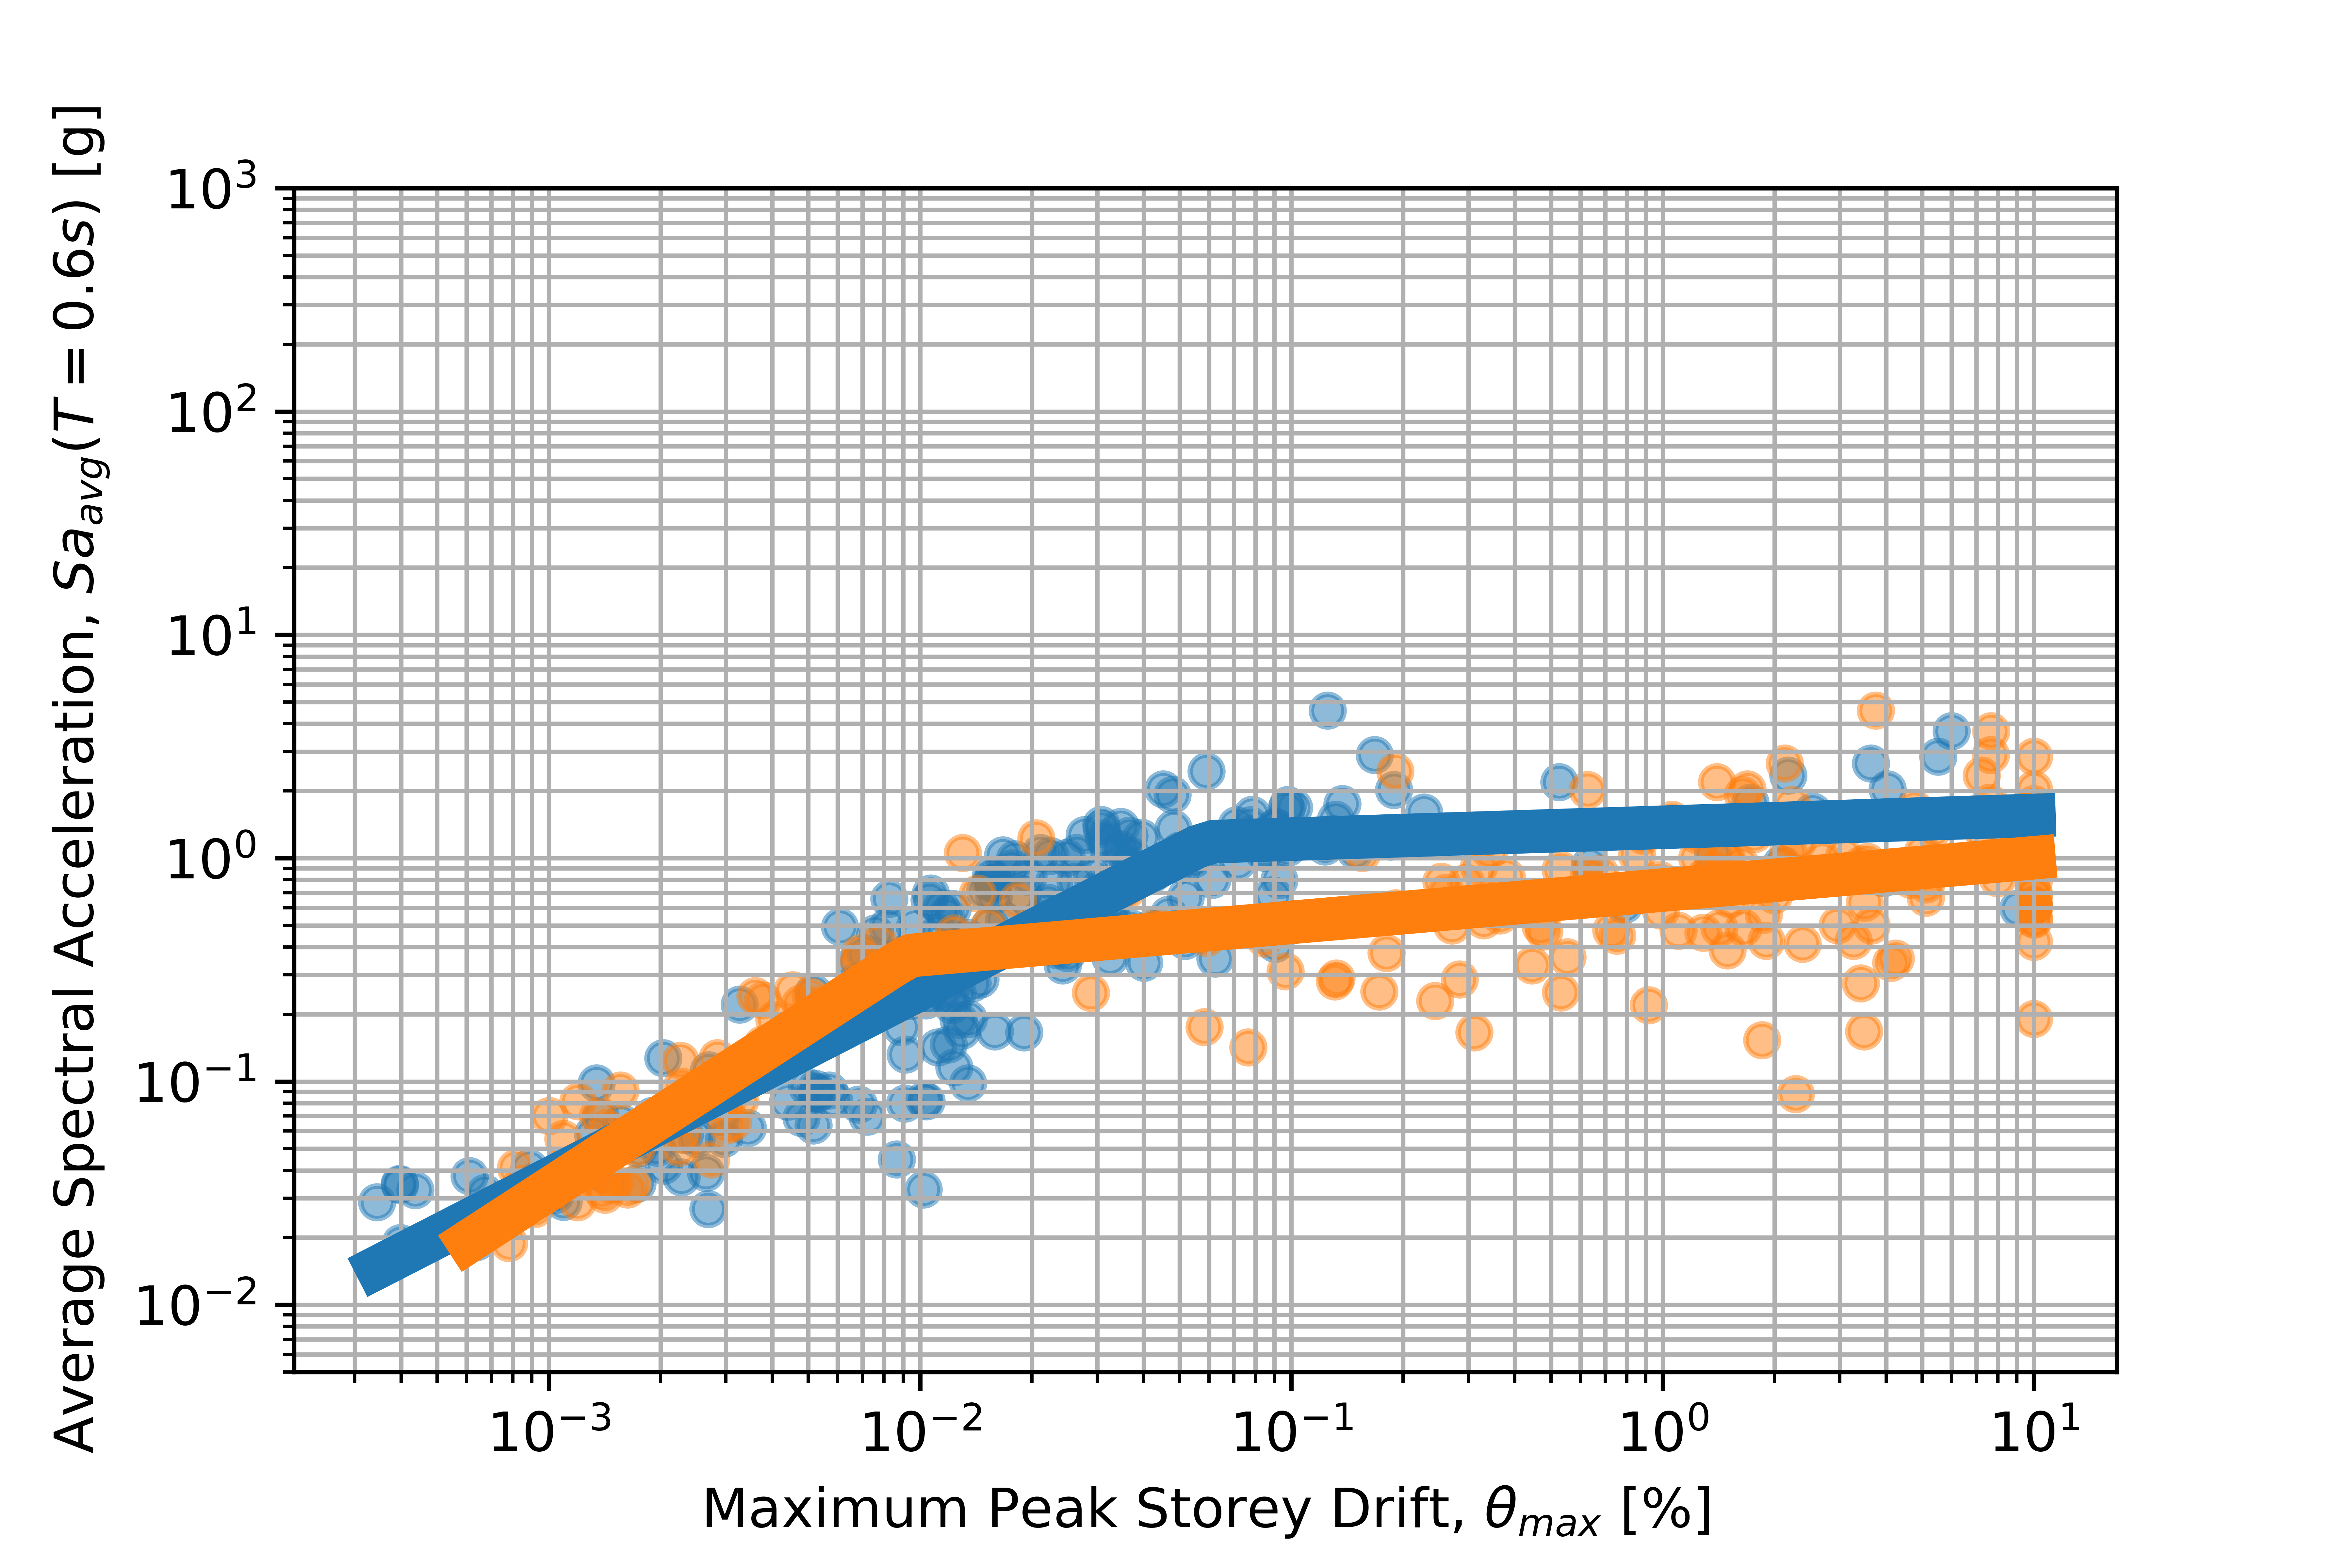 Average Spectral Acceleration, Sa_avg(T = 0.6s) [g]
10^3
10^2
10^1
10^0
10^−1
10^−2
10^−3 10^−2 10^−1 10^0 10^1
Maximum Peak Storey Drift, θ_max [%]